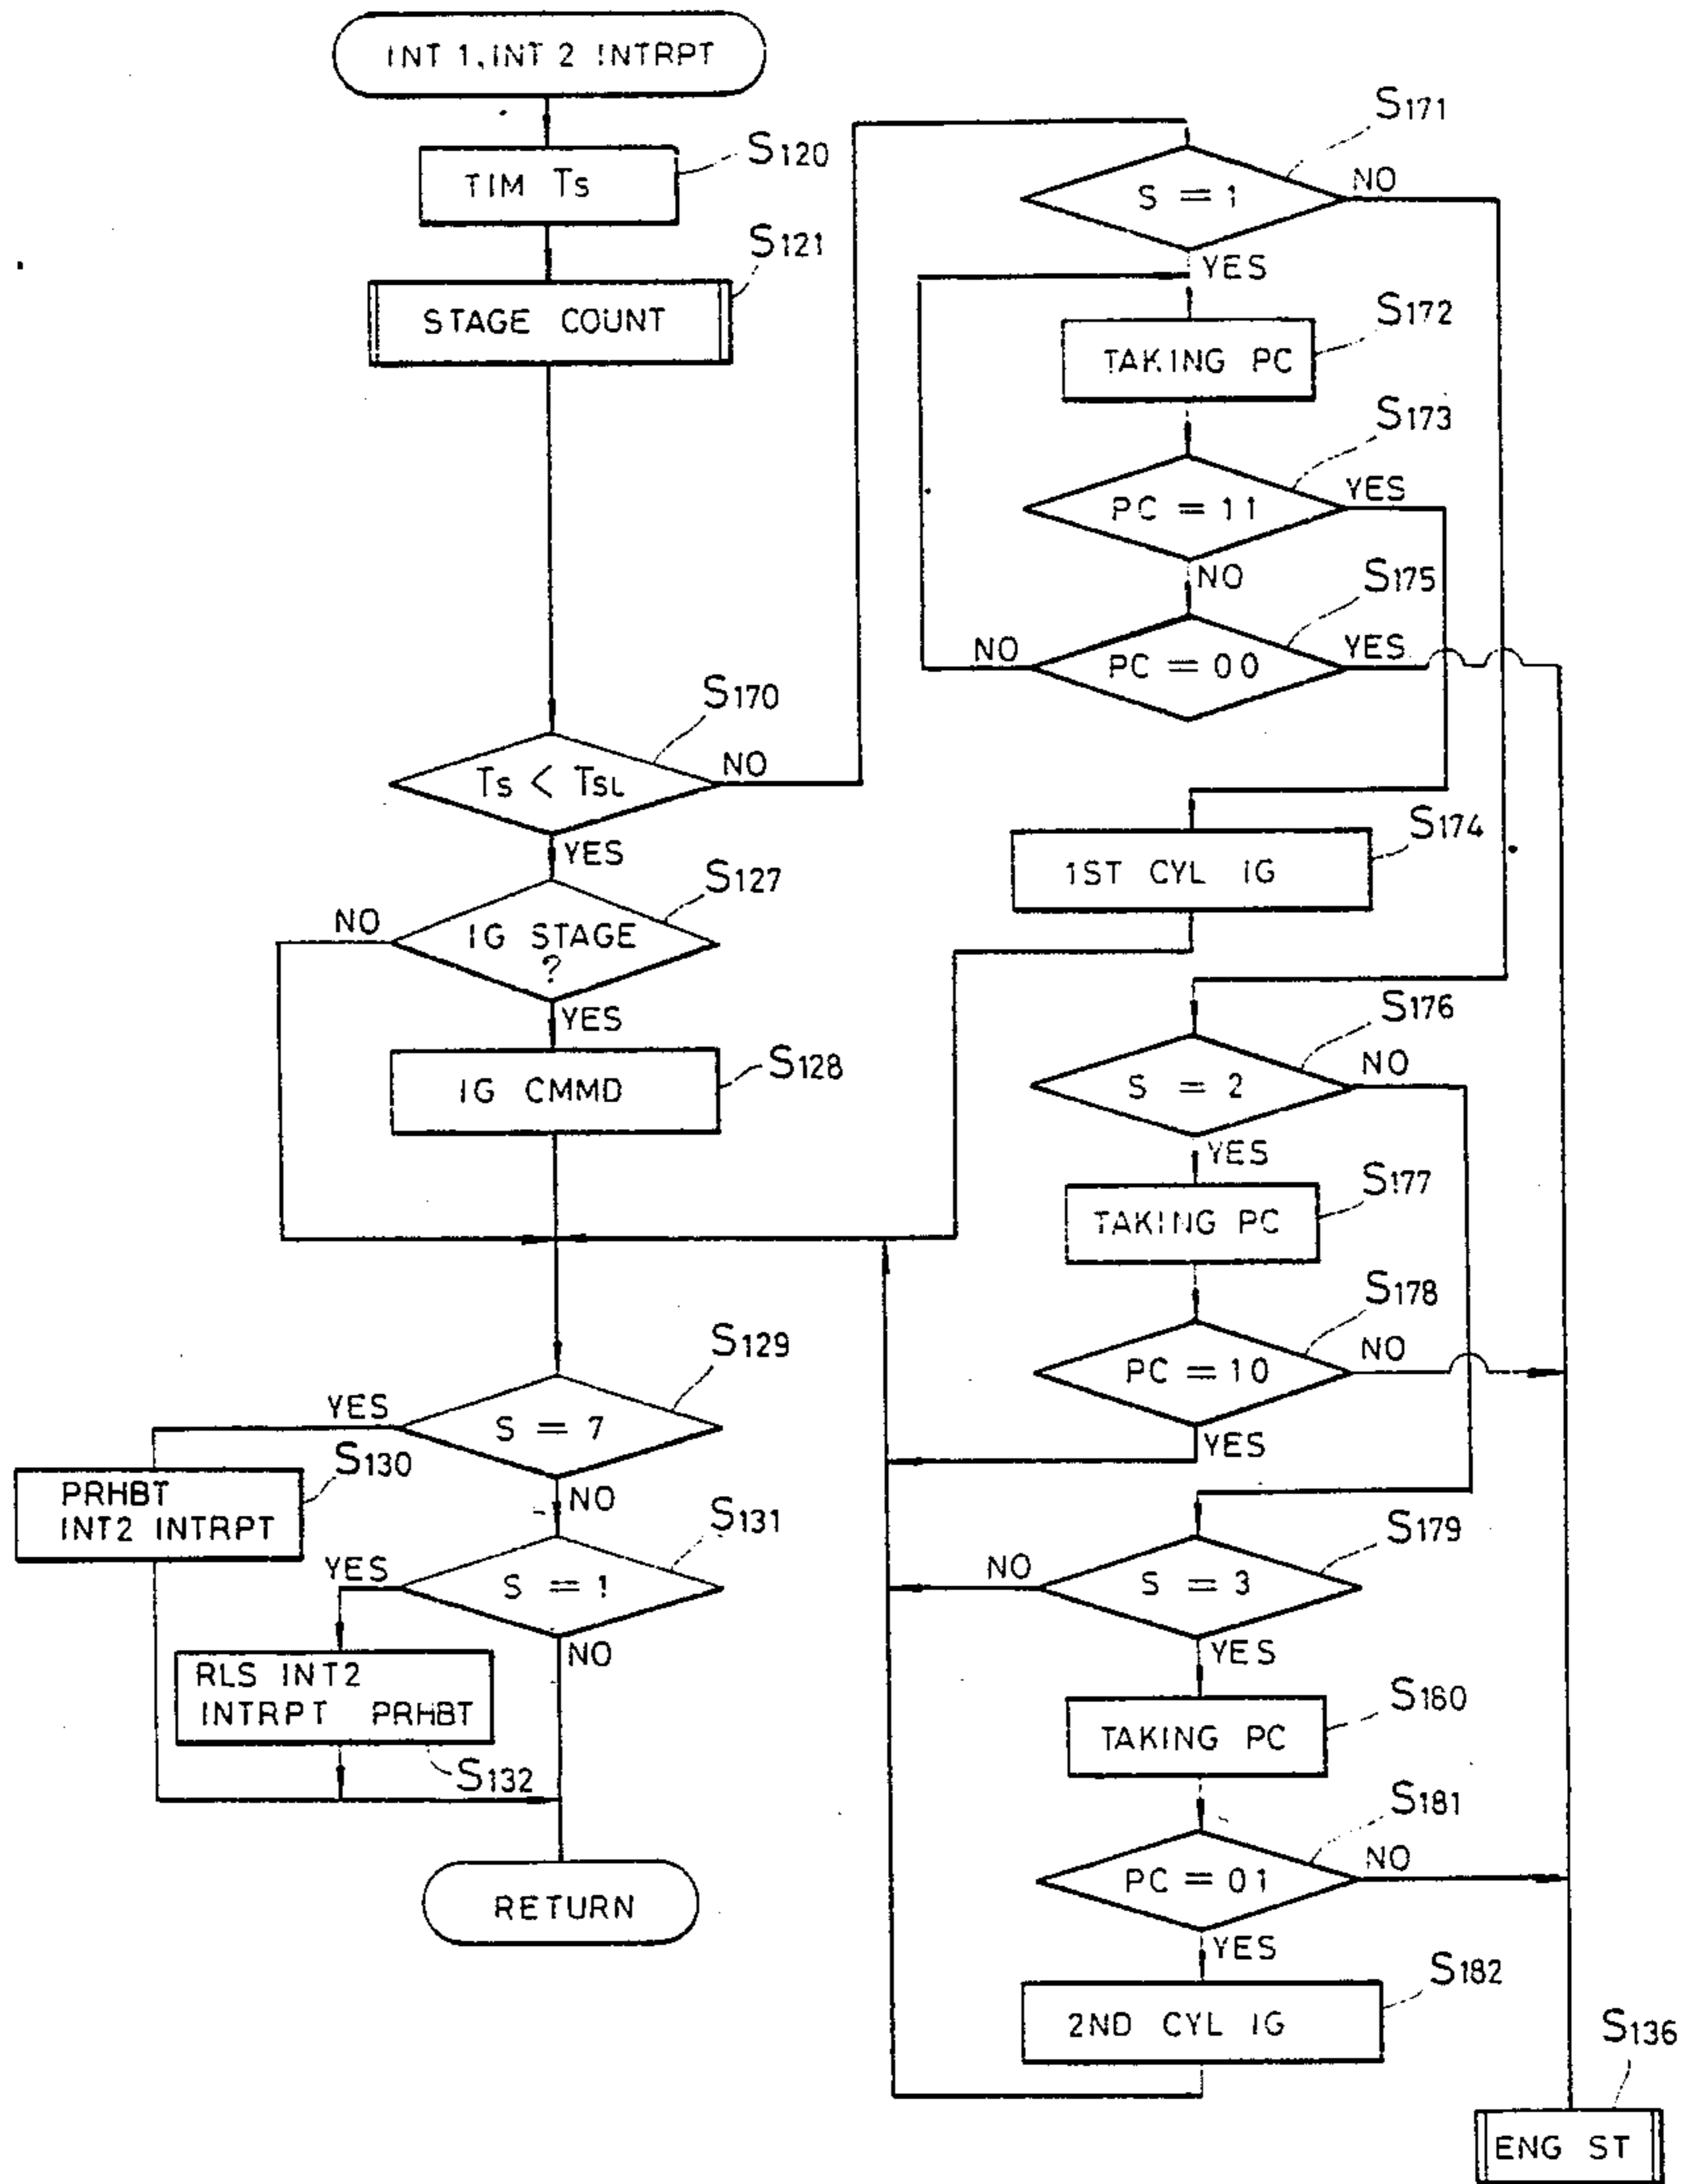 INT 1, INT 2 INTRPT
TIM Ts
S120
STAGE COUNT
S121
Ts < TSL
S170
NO
YES
IG STAGE
?
S127
NO
YES
IG CMMD
S128
S = 7
S129
YES
NO
PRHBT
INT2 INTRPT
S130
S = 1
S131
YES
NO
RLS INT2
INTRPT PRHBT
S132
RETURN
S = 1
S171
NO
YES
TAKING PC
S172
PC = 11
S173
YES
NO
PC = 00
S175
NO
YES
1ST CYL IG
S174
S = 2
S176
NO
YES
TAKING PC
S177
PC = 10
S178
NO
YES
S = 3
S179
NO
YES
TAKING PC
S180
PC = 01
S181
NO
YES
2ND CYL IG
S182
S136
ENG ST